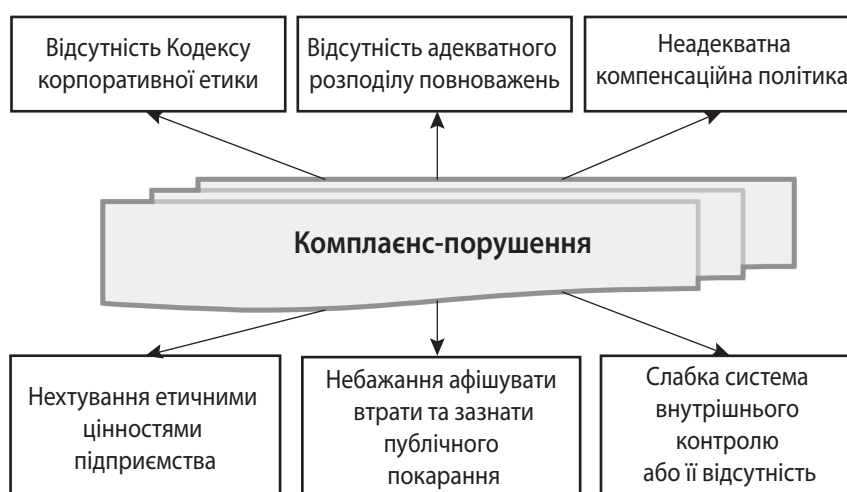 Відсутність Кодексу
корпоративної етики
Відсутність адекватного
розподілу повноважень
Неадекватна
компенсаційна політика
Комплаєнс-порушення
Нехтування етичними
цінностями
підприємства
Небажання афішувати
втрати та зазнати
публічного
покарання
Слабка система
внутрішнього
контролю
або її відсутність